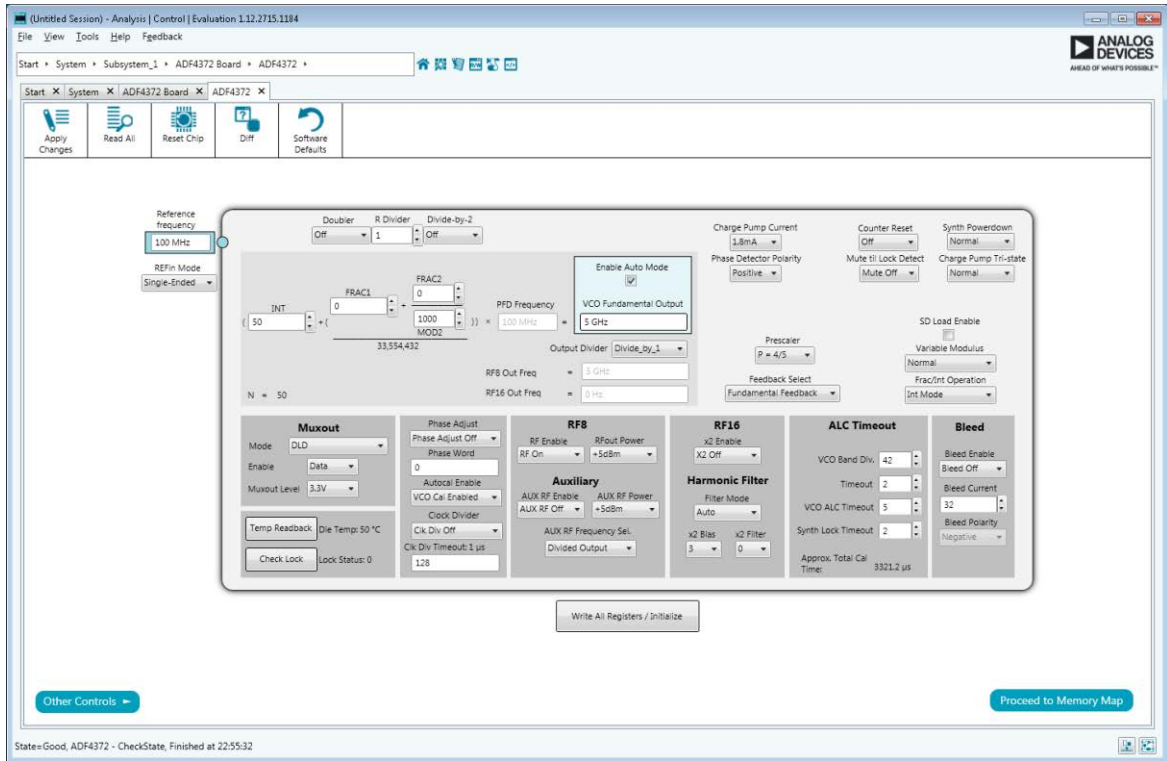 (Untitled Session) - Analysis | Control | Evaluation 1.12.2715.1184
File View Tools Help Feedback
ANALOG
DEVICES
AHEAD OF WHAT'S POSSIBLE™
Start System Subsystem_1 ADF4372 Board ADF4372
Start System ADF4372 Board ADF4372
Apply Changes
Read All
Reset Chip
Diff
Software Defaults
Reference frequency
100 MHz
REFin Mode
Single-Ended
Doubler R Divider Divide-by-2
Off 1 Off
INT
( 50 + (
FRAC1
0 +
FRAC2
0
1000
MOD2
33,554,432
)) × PFD Frequency
100 MHz =
Enable Auto Mode
VCO Fundamental Output
5 GHz
Output Divider Divide_by_1
RF8 Out Freq = 5 GHz
RF16 Out Freq = 0 Hz
N = 50
Charge Pump Current
1.8mA
Phase Detector Polarity
Positive
Counter Reset
Off
Mute til Lock Detect
Mute Off
Synth Powerdown
Normal
Charge Pump Tri-state
Normal
Prescaler
P = 4/5
Feedback Select
Fundamental Feedback
SD Load Enable
Variable Modulus
Normal
Frac/Int Operation
Int Mode
Muxout
Mode DLD
Enable Data
Muxout Level 3.3V
Temp Readback Die Temp: 50 °C
Check Lock Lock Status: 0
Phase Adjust
Phase Adjust Off
Phase Word
0
Autocal Enable
VCO Cal Enabled
Clock Divider
Clk Div Off
Clk Div Timeout: 1 µs
128
RF8
RF Enable RFout Power
RF On +5dBm
Auxiliary
AUX RF Enable AUX RF Power
AUX RF Off +5dBm
AUX RF Frequency Sel.
Divided Output
RF16
x2 Enable
X2 Off
Harmonic Filter
Filter Mode
Auto
x2 Bias x2 Filter
3 0
ALC Timeout
VCO Band Div. 42
Timeout 2
VCO ALC Timeout 5
Synth Lock Timeout 2
Approx. Total Cal
Time: 3321.2 µs
Bleed
Bleed Enable
Bleed Off
Bleed Current
32
Bleed Polarity
Negative
Write All Registers / Initialize
Other Controls
Proceed to Memory Map
State=Good, ADF4372 - CheckState, Finished at 22:55:32